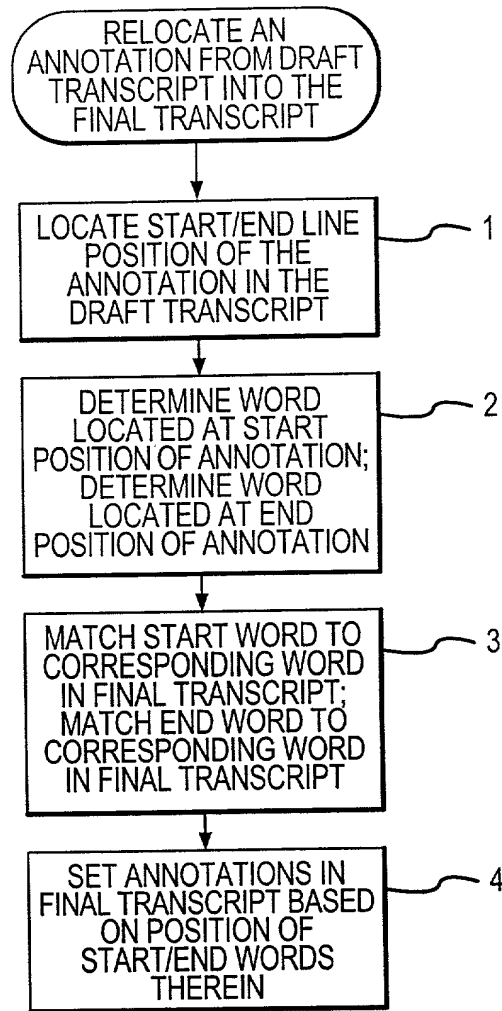 RELOCATE AN
ANNOTATION FROM DRAFT
TRANSCRIPT INTO THE
FINAL TRANSCRIPT
LOCATE START/END LINE
POSITION OF THE
ANNOTATION IN THE
DRAFT TRANSCRIPT
1
DETERMINE WORD
LOCATED AT START
POSITION OF ANNOTATION;
DETERMINE WORD
LOCATED AT END
POSITION OF ANNOTATION
2
MATCH START WORD TO
CORRESPONDING WORD
IN FINAL TRANSCRIPT;
MATCH END WORD TO
CORRESPONDING WORD
IN FINAL TRANSCRIPT
3
SET ANNOTATIONS IN
FINAL TRANSCRIPT BASED
ON POSITION OF
START/END WORDS
THEREIN
4